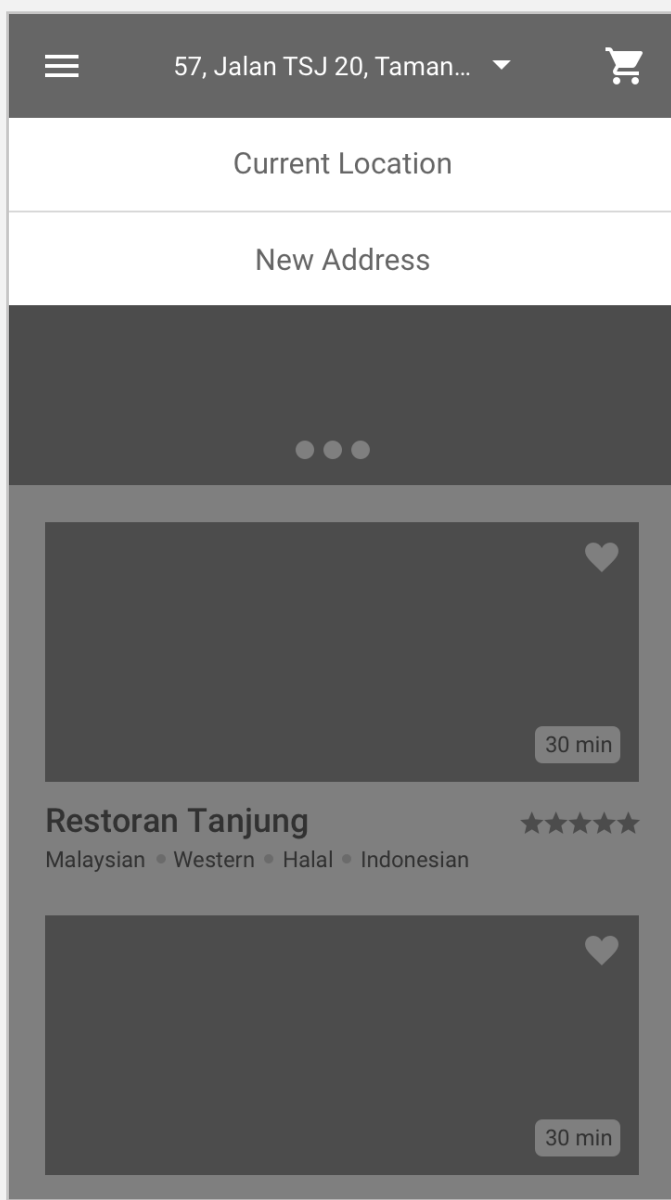 57, Jalan TSJ 20, Taman...
Current Location
New Address
30 min
Restoran Tanjung
Malaysian • Western • Halal • Indonesian
30 min